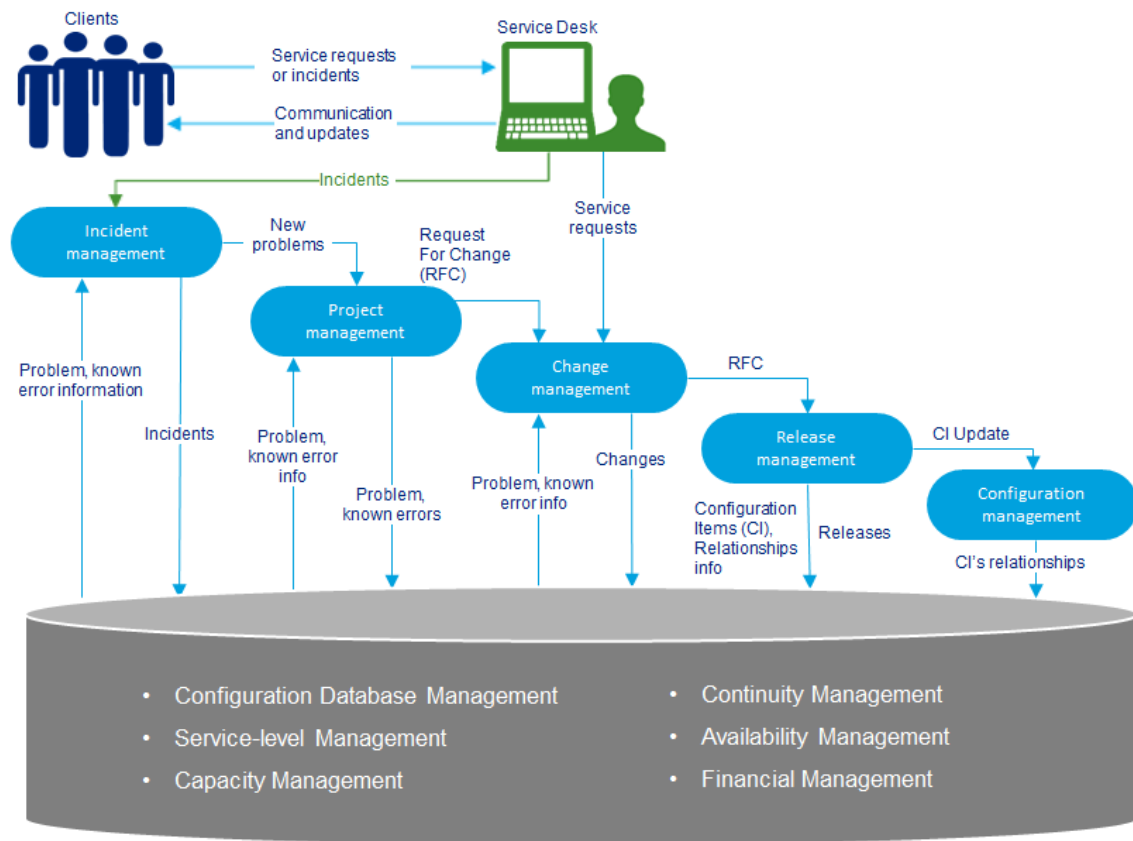 Clients
Service Desk
Service requests
or incidents
Communication
and updates
Incidents
Service
requests
Incident
management
New
problems
Request
For Change
(RFC)
Project
management
Change
management
RFC
Problem, known
error information
Incidents
Problem,
known error
info
Problem,
known errors
Problem, known
error info
Changes
Release
management
CI Update
Configuration
Items (CI),
Relationships
info
Releases
Configuration
management
CI's relationships
• Configuration Database Management
• Service-level Management
• Capacity Management
• Continuity Management
• Availability Management
• Financial Management